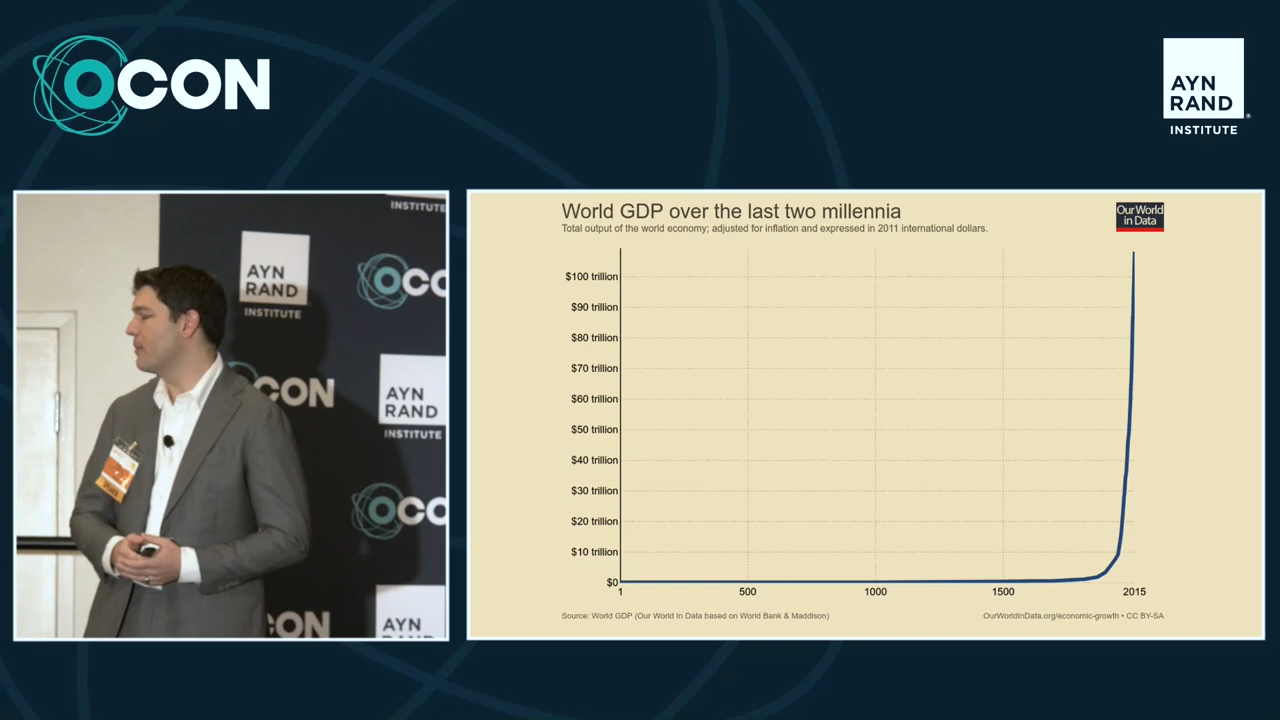 OCON
AYN
RAND
INSTITUTE
INSTITUTE
AYN
RAND
INSTITUTE
OCO
CON
AYN
RAND
INSTITUTE
OCO
CON
AYN
World GDP over the last two millennia
Total output of the world economy; adjusted for inflation and expressed in 2011 international dollars.
Our World
in Data
$100 trillion
$90 trillion
$80 trillion
$70 trillion
$60 trillion
$50 trillion
$40 trillion
$30 trillion
$20 trillion
$10 trillion
$0
1 500 1000 1500 2015
Source: World GDP (Our World In Data based on World Bank & Maddison)
OurWorldInData.org/economic-growth • CC BY-SA